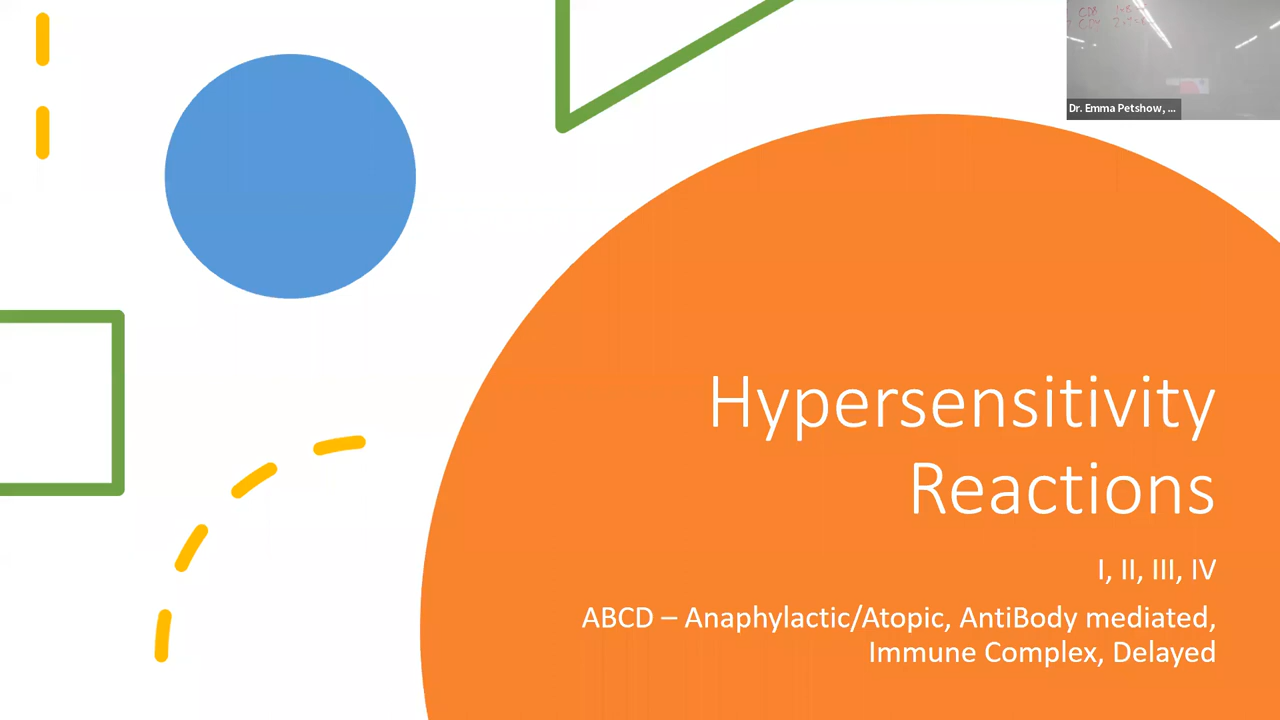 Dr. Emma Petshow, ...
Hypersensitivity
Reactions
I, II, III, IV
ABCD – Anaphylactic/Atopic, AntiBody mediated,
Immune Complex, Delayed